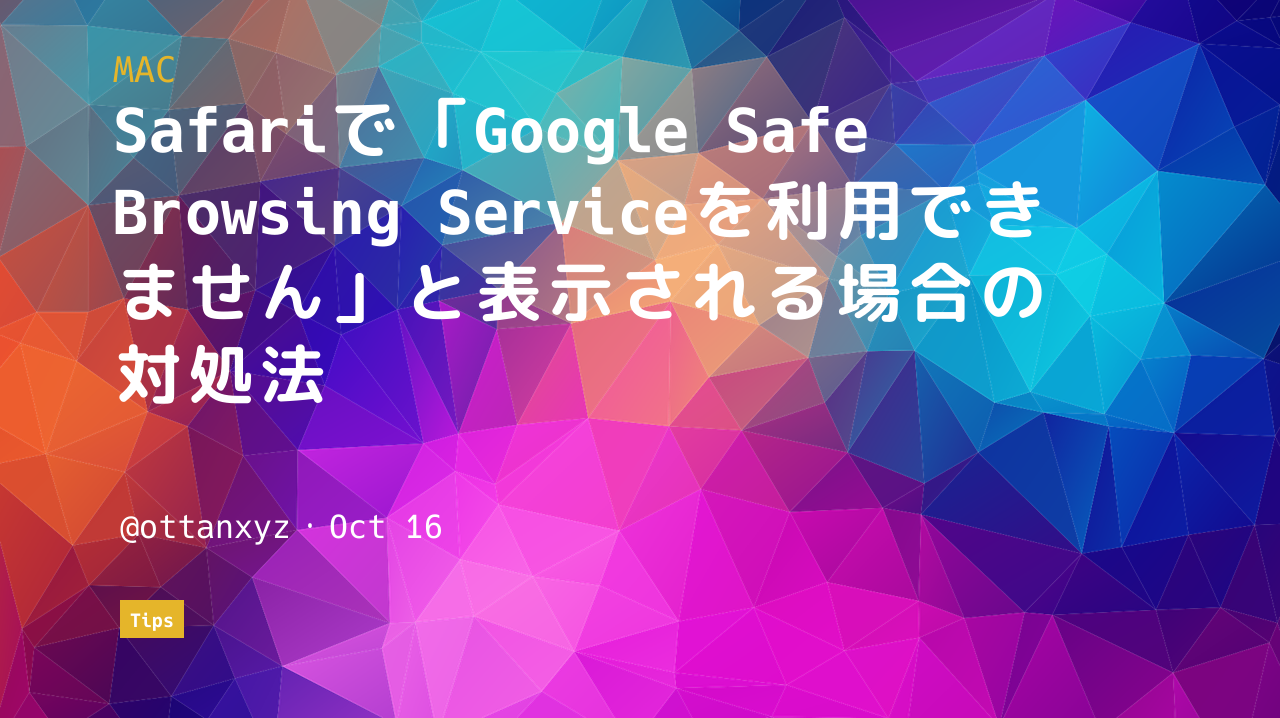 MAC
Safariで「Google Safe
Browsing Serviceを利用でき
ません」と表示される場合の
対処法
@ottanxyz・Oct 16
Tips